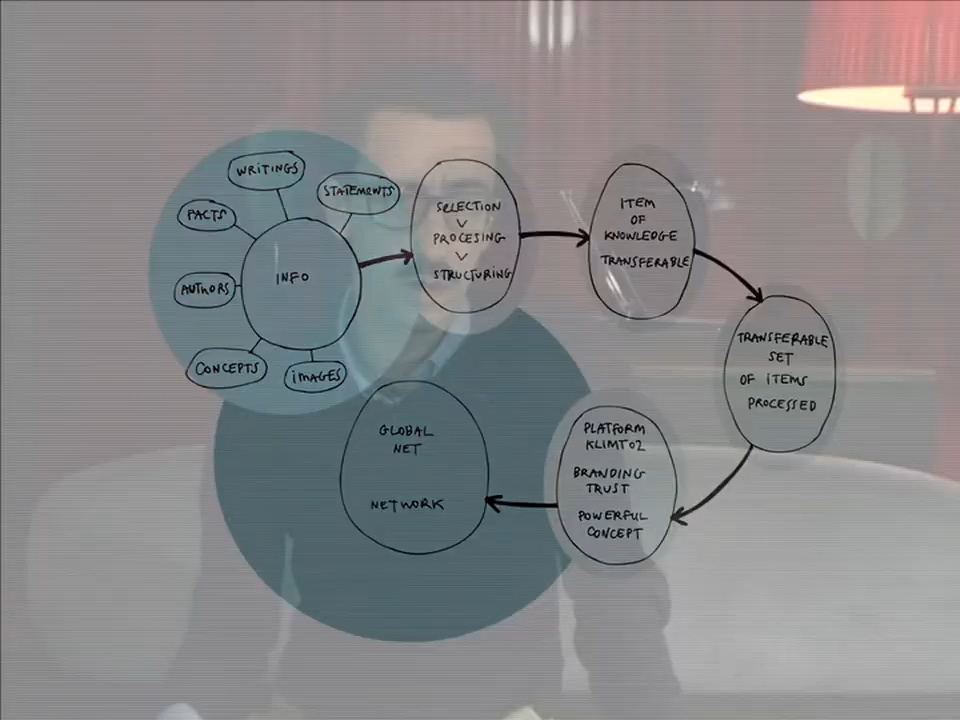 WRITINGS
STATEMENTS
FACTS
INFO
AUTHORS
CONCEPTS
IMAGES
SELECTION
PROCESING
STRUCTURING
ITEM
OF
KNOWLEDGE
TRANSFERABLE
TRANSFERABLE
SET
OF ITEMS
PROCESSED
PLATFORM
KLIMT02
BRANDING
TRUST
POWERFUL
CONCEPT
GLOBAL
NET
NETWORK